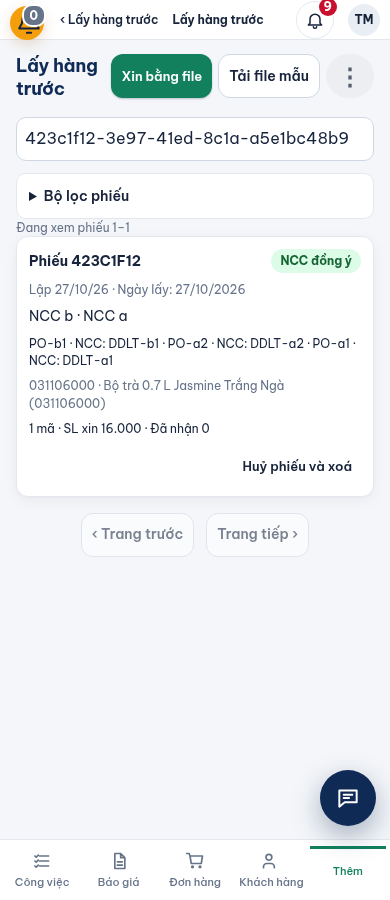 0
‹ Lấy hàng trước
Lấy hàng trước
9
TM
Lấy hàng
trước
Xin bằng file
Tải file mẫu
423c1f12-3e97-41ed-8c1a-a5e1bc48b9
Bộ lọc phiếu
Đang xem phiếu 1–1
Phiếu 423C1F12
NCC đồng ý
Lập 27/10/26 · Ngày lấy: 27/10/2026
NCC b · NCC a
PO-b1 · NCC: DDLT-b1 · PO-a2 · NCC: DDLT-a2 · PO-a1 ·
NCC: DDLT-a1
031106000 · Bộ trà 0.7 L Jasmine Trắng Ngà
(031106000)
1 mã · SL xin 16.000 · Đã nhận 0
Huỷ phiếu và xoá
‹ Trang trước
Trang tiếp ›
Công việc
Báo giá
Đơn hàng
Khách hàng
Thêm